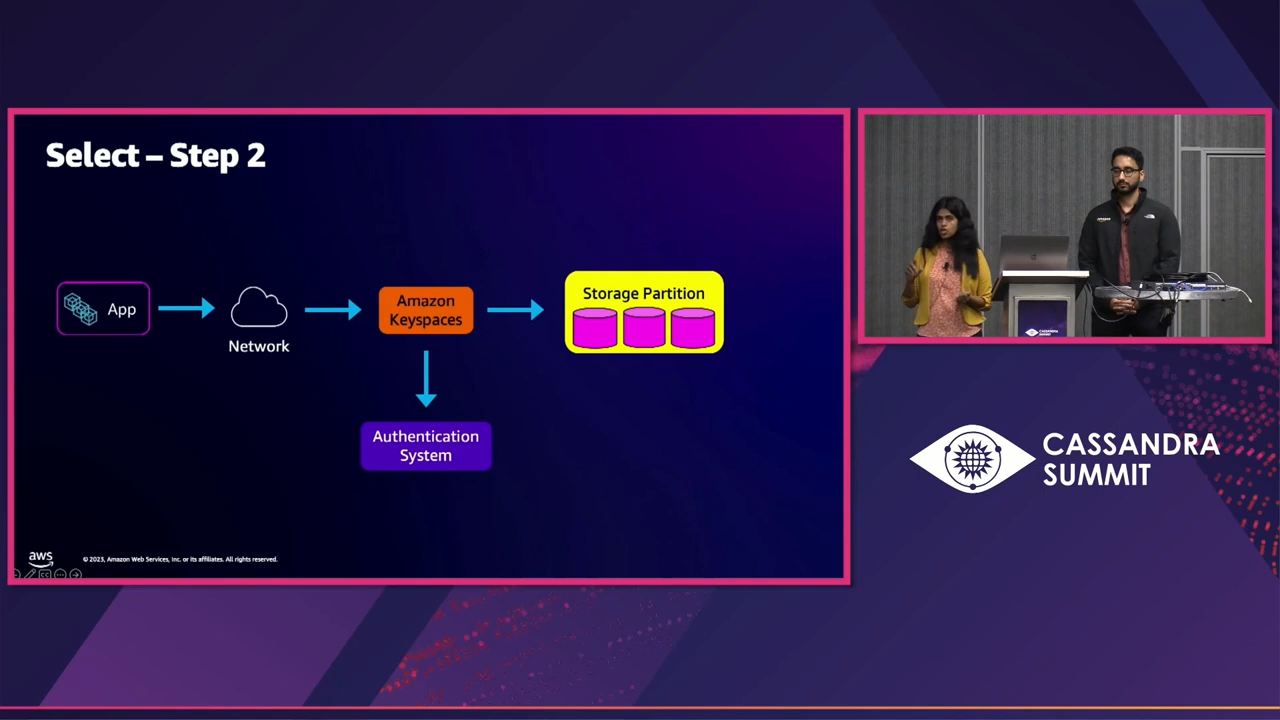 Select – Step 2
App
Network
Amazon
Keyspaces
Storage Partition
Authentication
System
aws
© 2023, Amazon Web Services, Inc. or its affiliates. All rights reserved.
CASSANDRA
SUMMIT